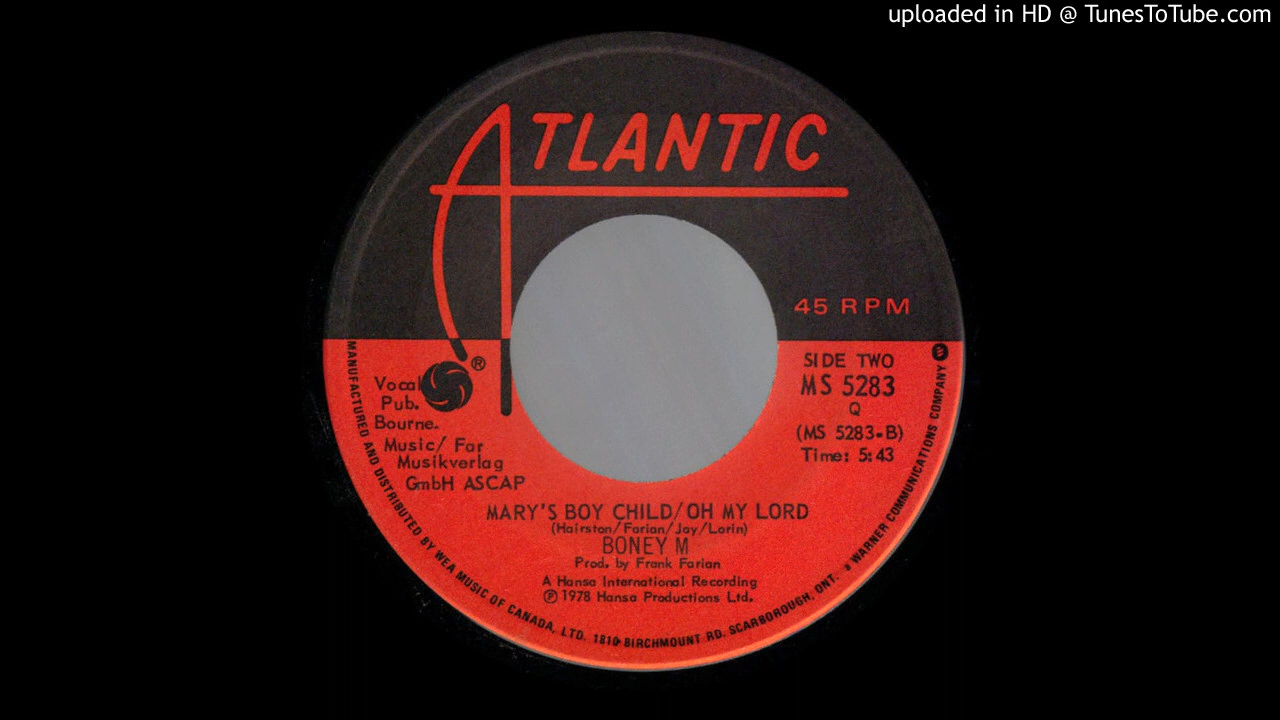 uploaded in HD @ TunesToTube.com
ATLANTIC
45 RPM
SIDE TWO
MS 5283
Q
(MS 5283-B)
Time: 5:43
®
Vocal
Pub.
Bourne.
Music/ Far
Musikverlag
GmbH ASCAP
MARY'S BOY CHILD/OH MY LORD
(Hairston/Farian/Jay/Lorin)
BONEY M
Prod. by Frank Farian
A Hansa International Recording
℗ 1978 Hansa Productions Ltd.
MANUFACTURED AND DISTRIBUTED BY WEA MUSIC OF CANADA, LTD. 1810 BIRCHMOUNT RD. SCARBOROUGH, ONT. a WARNER COMMUNICATIONS COMPANY